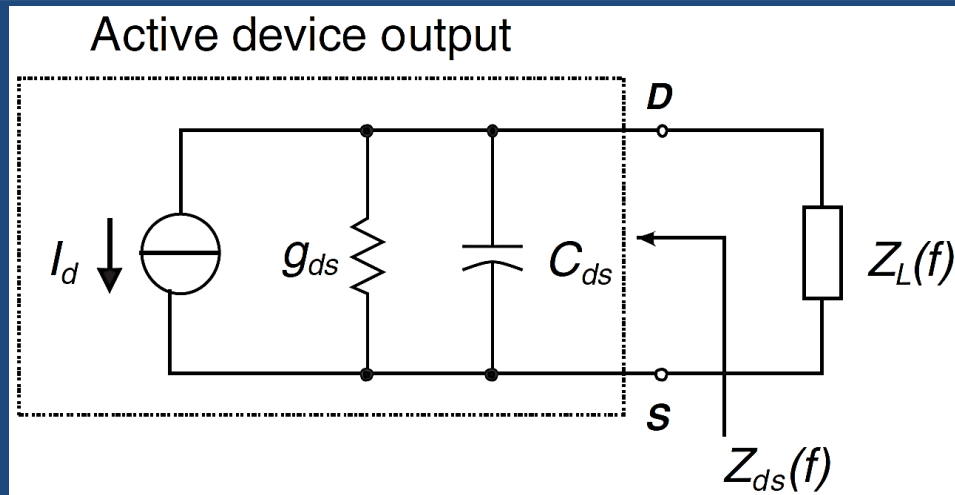 Active device output
D
I_d
g_ds
C_ds
Z_L(f)
S
Z_ds(f)